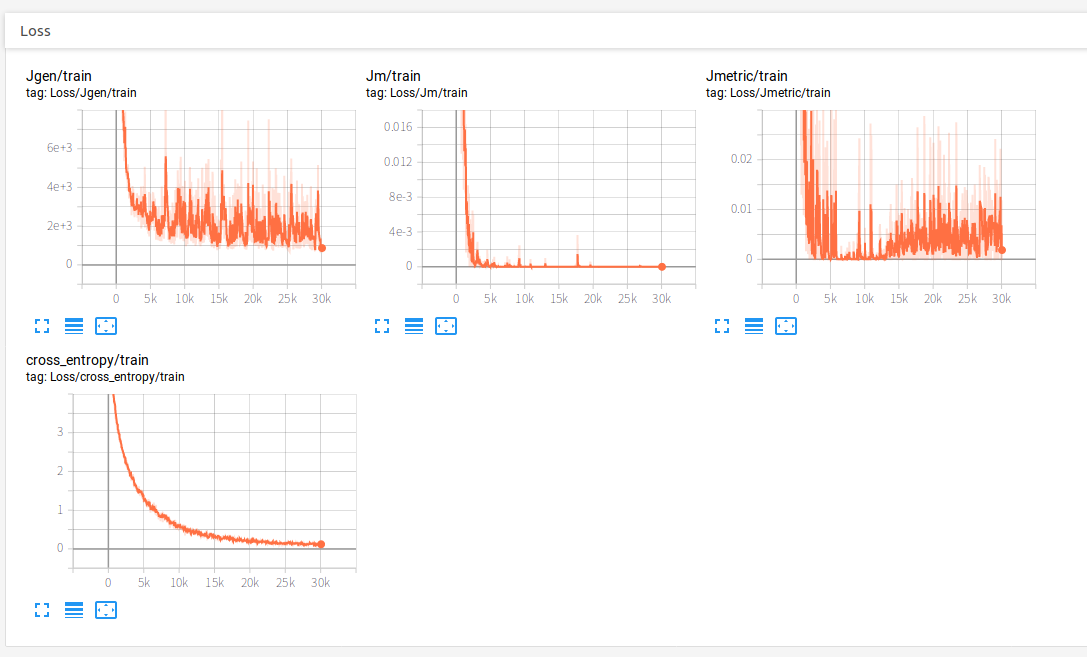 Loss
Jgen/train
tag: Loss/Jgen/train
6e+3
4e+3
2e+3
0
0 5k 10k 15k 20k 25k 30k
Jm/train
tag: Loss/Jm/train
0.016
0.012
8e-3
4e-3
0
0 5k 10k 15k 20k 25k 30k
Jmetric/train
tag: Loss/Jmetric/train
0.02
0.01
0
0 5k 10k 15k 20k 25k 30k
cross_entropy/train
tag: Loss/cross_entropy/train
3
2
1
0
0 5k 10k 15k 20k 25k 30k